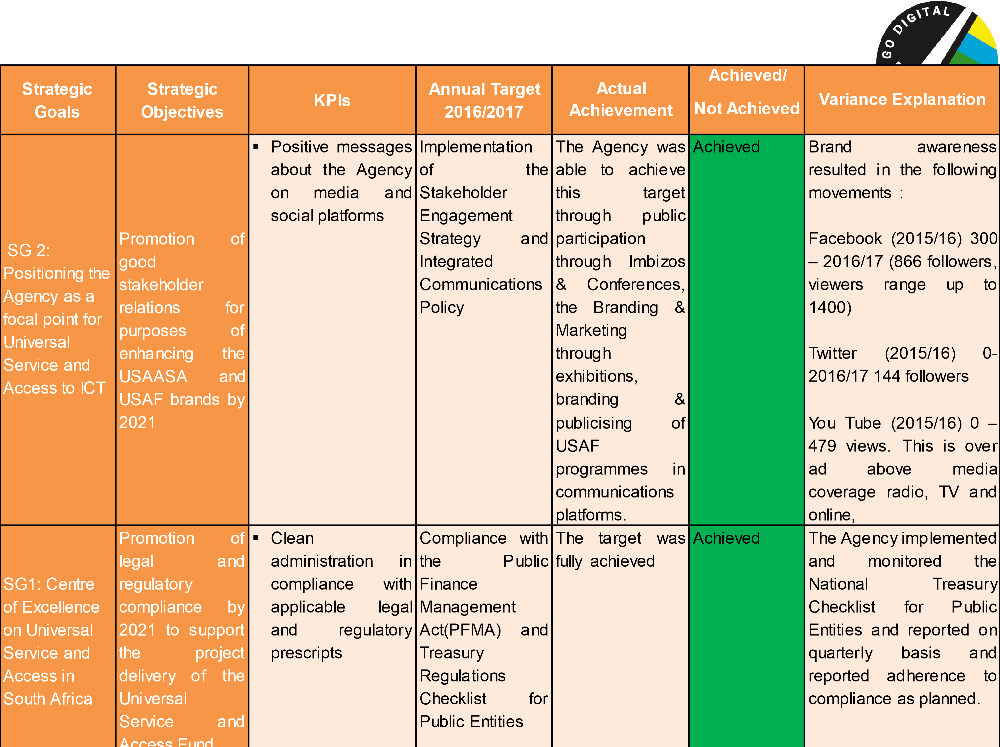 GO DIGITAL
Strategic
Goals
Strategic
Objectives
KPIs
Annual Target
2016/2017
Actual
Achievement
Achieved/
Not Achieved
Variance Explanation
SG 2:
Positioning the
Agency as a
focal point for
Universal
Service and
Access to ICT
Promotion of
good
stakeholder
relations for
purposes of
enhancing the
USAASA and
USAF brands by
2021
▪ Positive messages
about the Agency
on media and
social platforms
Implementation
of the
Stakeholder
Engagement
Strategy and
Integrated
Communications
Policy
The Agency was
able to achieve
this target
through public
participation
through Imbizos
& Conferences,
the Branding &
Marketing
through
exhibitions,
branding &
publicising of
USAF
programmes in
communications
platforms.
Achieved
Brand awareness
resulted in the following
movements :
Facebook (2015/16) 300
– 2016/17 (866 followers,
viewers range up to
1400)
Twitter (2015/16) 0-
2016/17 144 followers
You Tube (2015/16) 0 –
479 views. This is over
ad above media
coverage radio, TV and
online,
SG1: Centre
of Excellence
on Universal
Service and
Access in
South Africa
Promotion of
legal and
regulatory
compliance by
2021 to support
the project
delivery of the
Universal
Service and
Access Fund
▪ Clean
administration in
compliance with
applicable legal
and regulatory
prescripts
Compliance with
the Public
Finance
Management
Act(PFMA) and
Treasury
Regulations
Checklist for
Public Entities
The target was
fully achieved
Achieved
The Agency implemented
and monitored the
National Treasury
Checklist for Public
Entities and reported on
quarterly basis and
reported adherence to
compliance as planned.